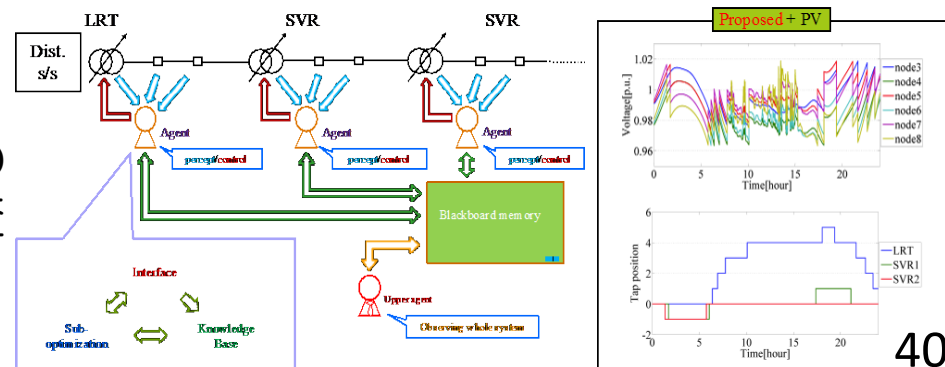 LRT
SVR
SVR
Dist.
s/s
Agent
Agent
Agent
percept/control
percept/control
percept/control
Blackboard memory
Interface
Sub-
optimization
Knowledge
Base
Upper agent
Observing whole system
Proposed + PV
Voltage[p.u.]
1.02
1
0.98
0.96
0
5
10
15
20
Time[hour]
node3
node4
node5
node6
node7
node8
Tap position
6
4
2
0
-2
0
5
10
15
20
Time[hour]
LRT
SVR1
SVR2
40